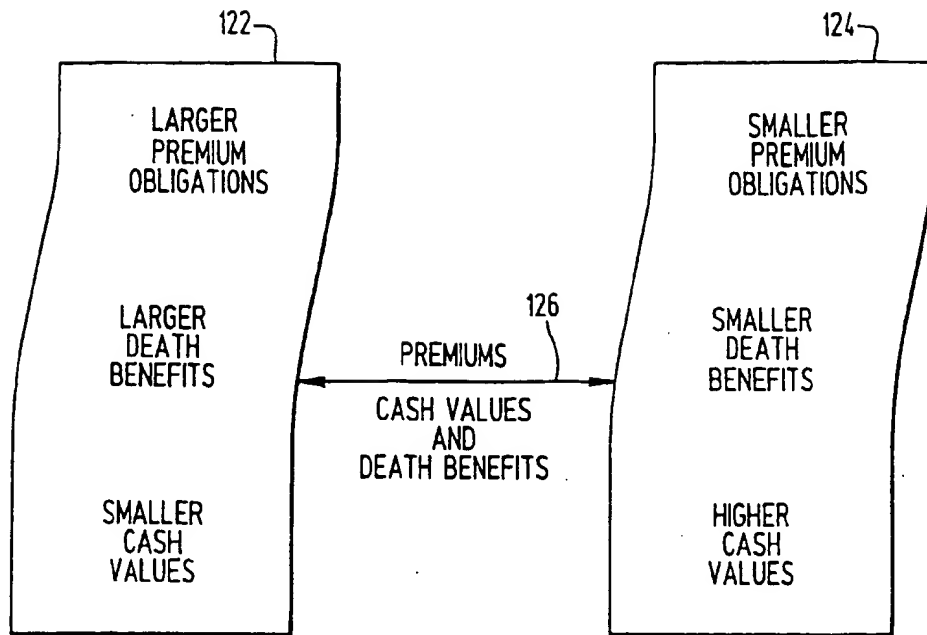 122
124
LARGER
PREMIUM
OBLIGATIONS
SMALLER
PREMIUM
OBLIGATIONS
LARGER
DEATH
BENEFITS
126
PREMIUMS
CASH VALUES
AND
DEATH BENEFITS
SMALLER
DEATH
BENEFITS
SMALLER
CASH
VALUES
HIGHER
CASH
VALUES